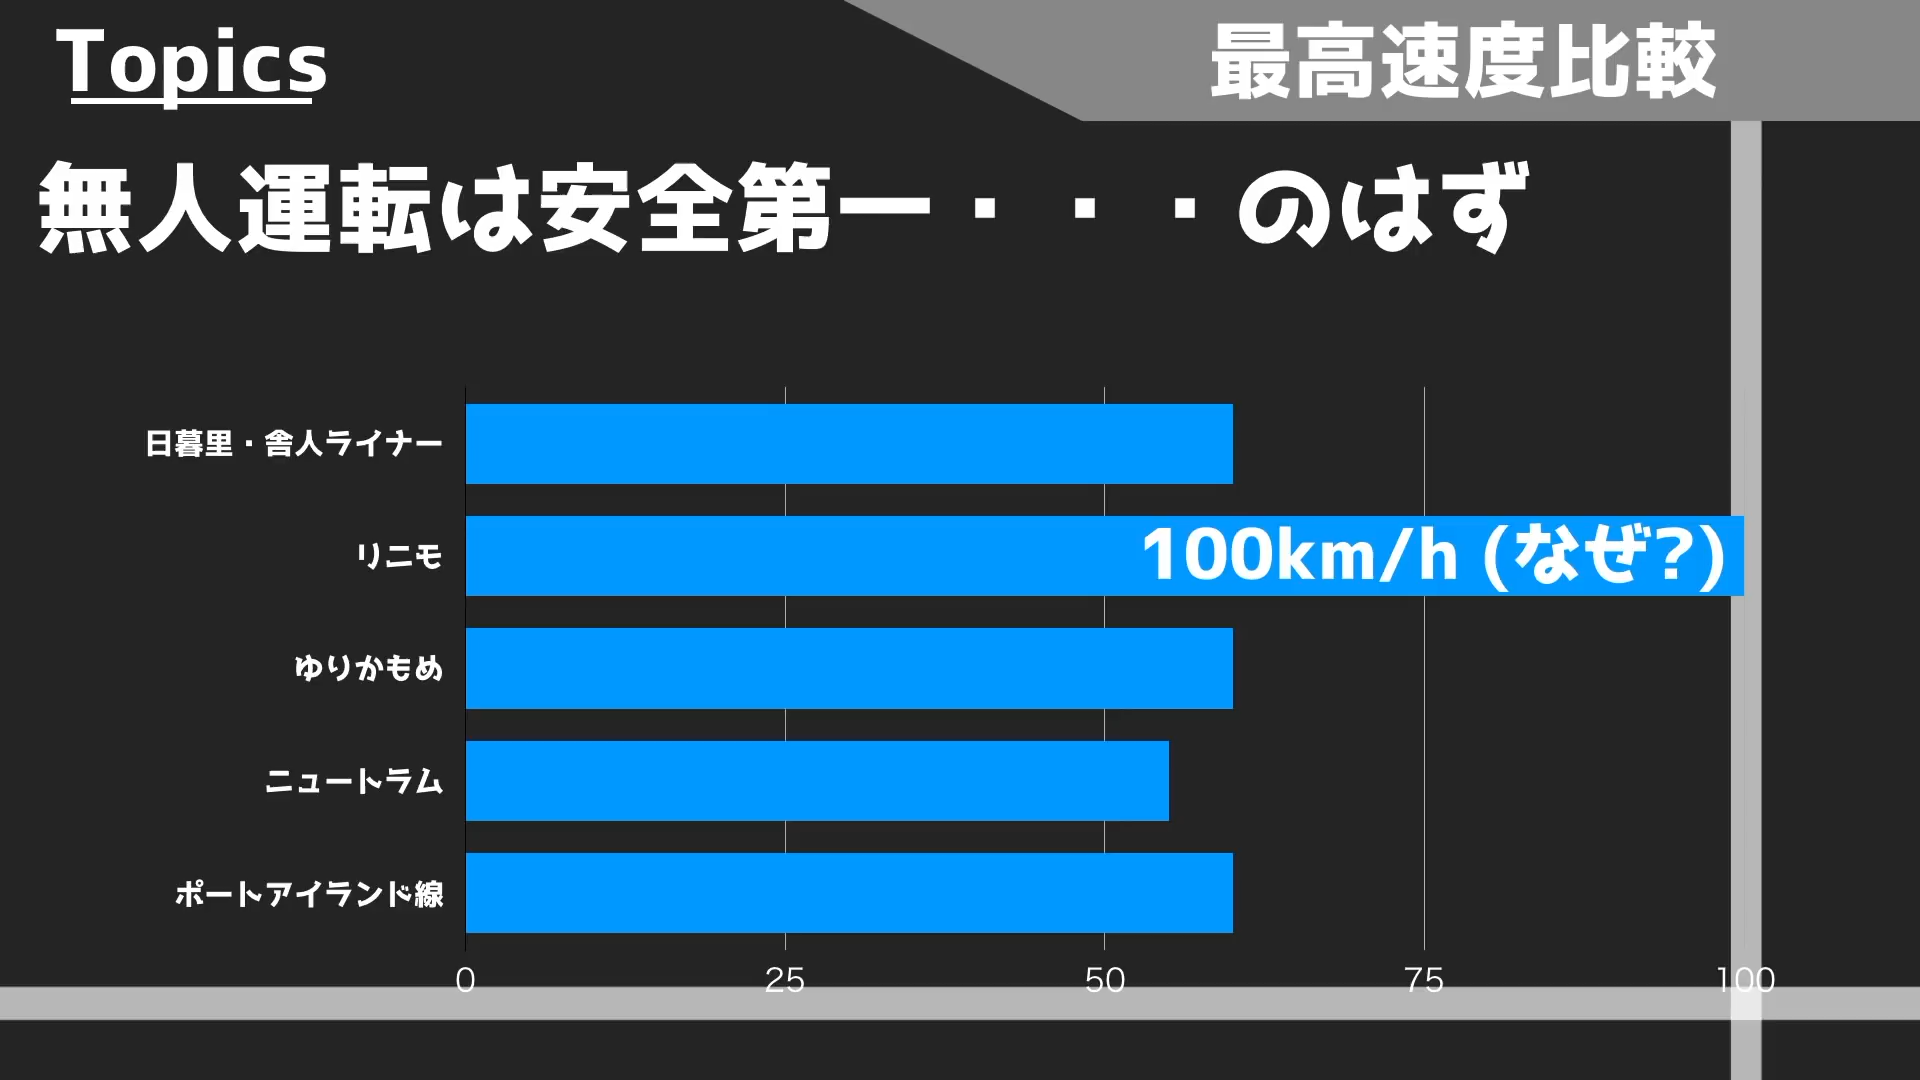 Topics
最高速度比較
無人運転は安全第一・・・のはず
日暮里・舎人ライナー
リニモ
100km/h (なぜ?)
ゆりかもめ
ニュートラム
ポートアイランド線
0 25 50 75 100